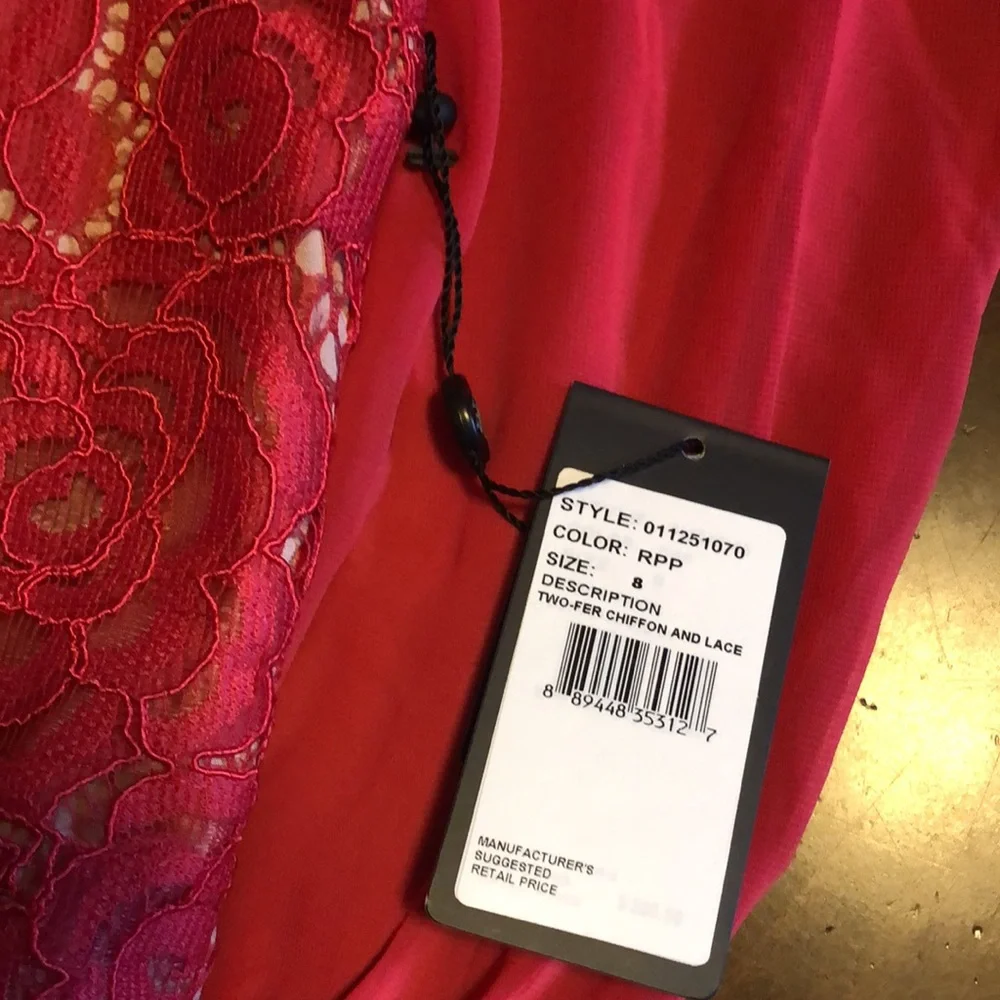 STYLE: 011251070
COLOR: RPP
SIZE: 8
DESCRIPTION
TWO-FER CHIFFON AND LACE
8 89448 35312 7
MANUFACTURER'S
SUGGESTED
RETAIL PRICE